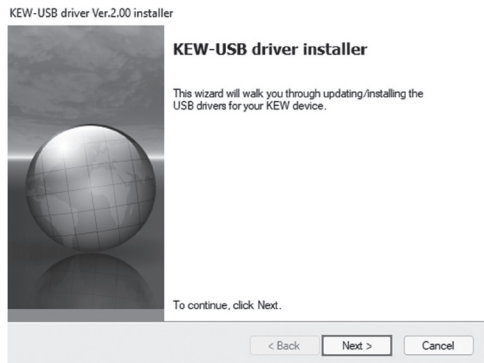 KEW-USB driver Ver.2.00 installer
KEW-USB driver installer
This wizard will walk you through updating/installing the
USB drivers for your KEW device.
To continue, click Next.
< Back
Next >
Cancel